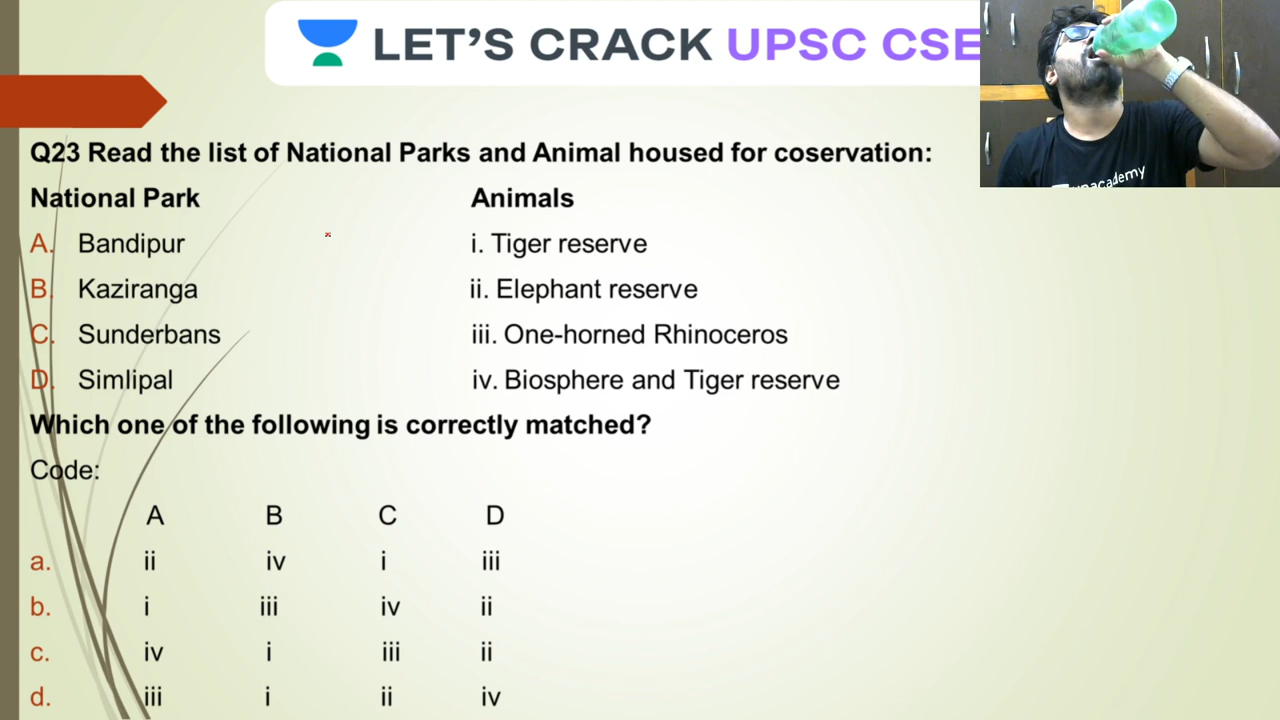 LET'S CRACK UPSC CSE
Q23 Read the list of National Parks and Animal housed for coservation:
National Park Animals
A. Bandipur i. Tiger reserve
B. Kaziranga ii. Elephant reserve
C. Sunderbans iii. One-horned Rhinoceros
D. Simlipal iv. Biosphere and Tiger reserve
Which one of the following is correctly matched?
Code:
A B C D
a. ii iv i iii
b. i iii iv ii
c. iv i iii ii
d. iii i ii iv